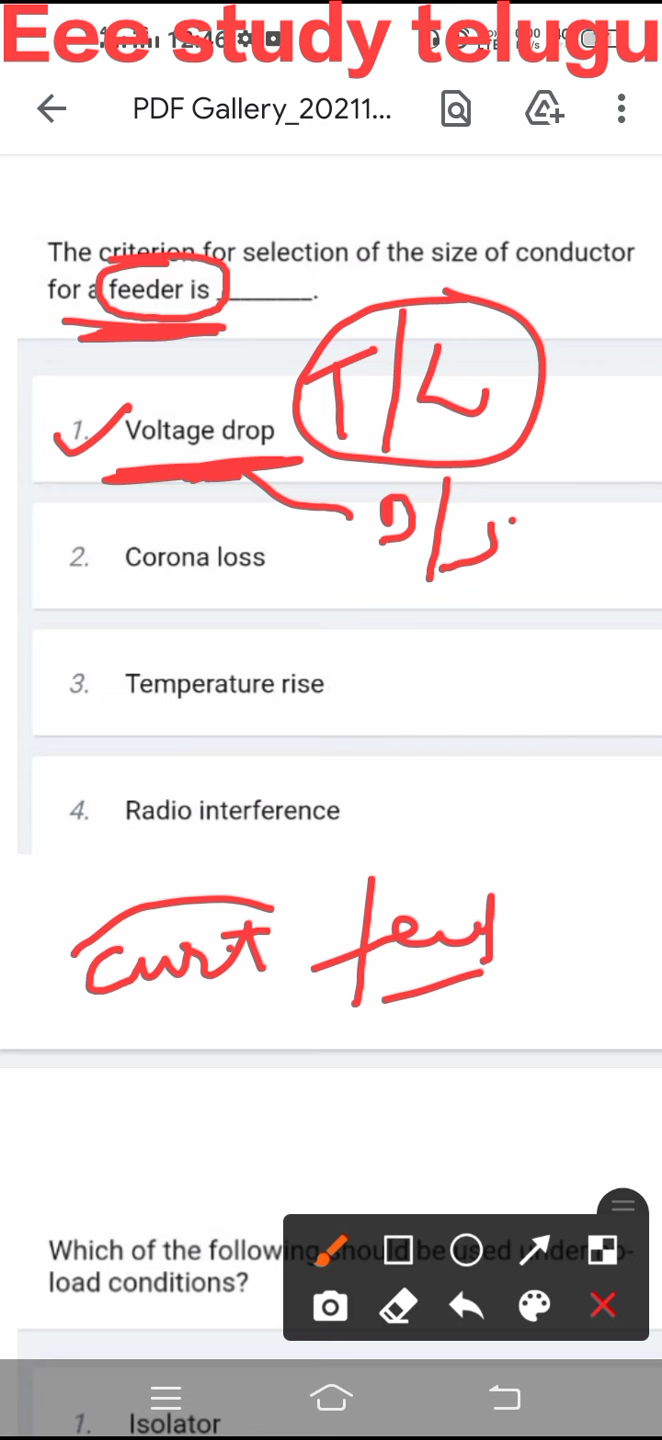 Eee study telugu
12:46
PDF Gallery_20211...
The criterion for selection of the size of conductor
for a feeder is ________.
T/L
1. Voltage drop
D/
2. Corona loss
3. Temperature rise
4. Radio interference
Which of the following should be used under
load conditions?
1. Isolator